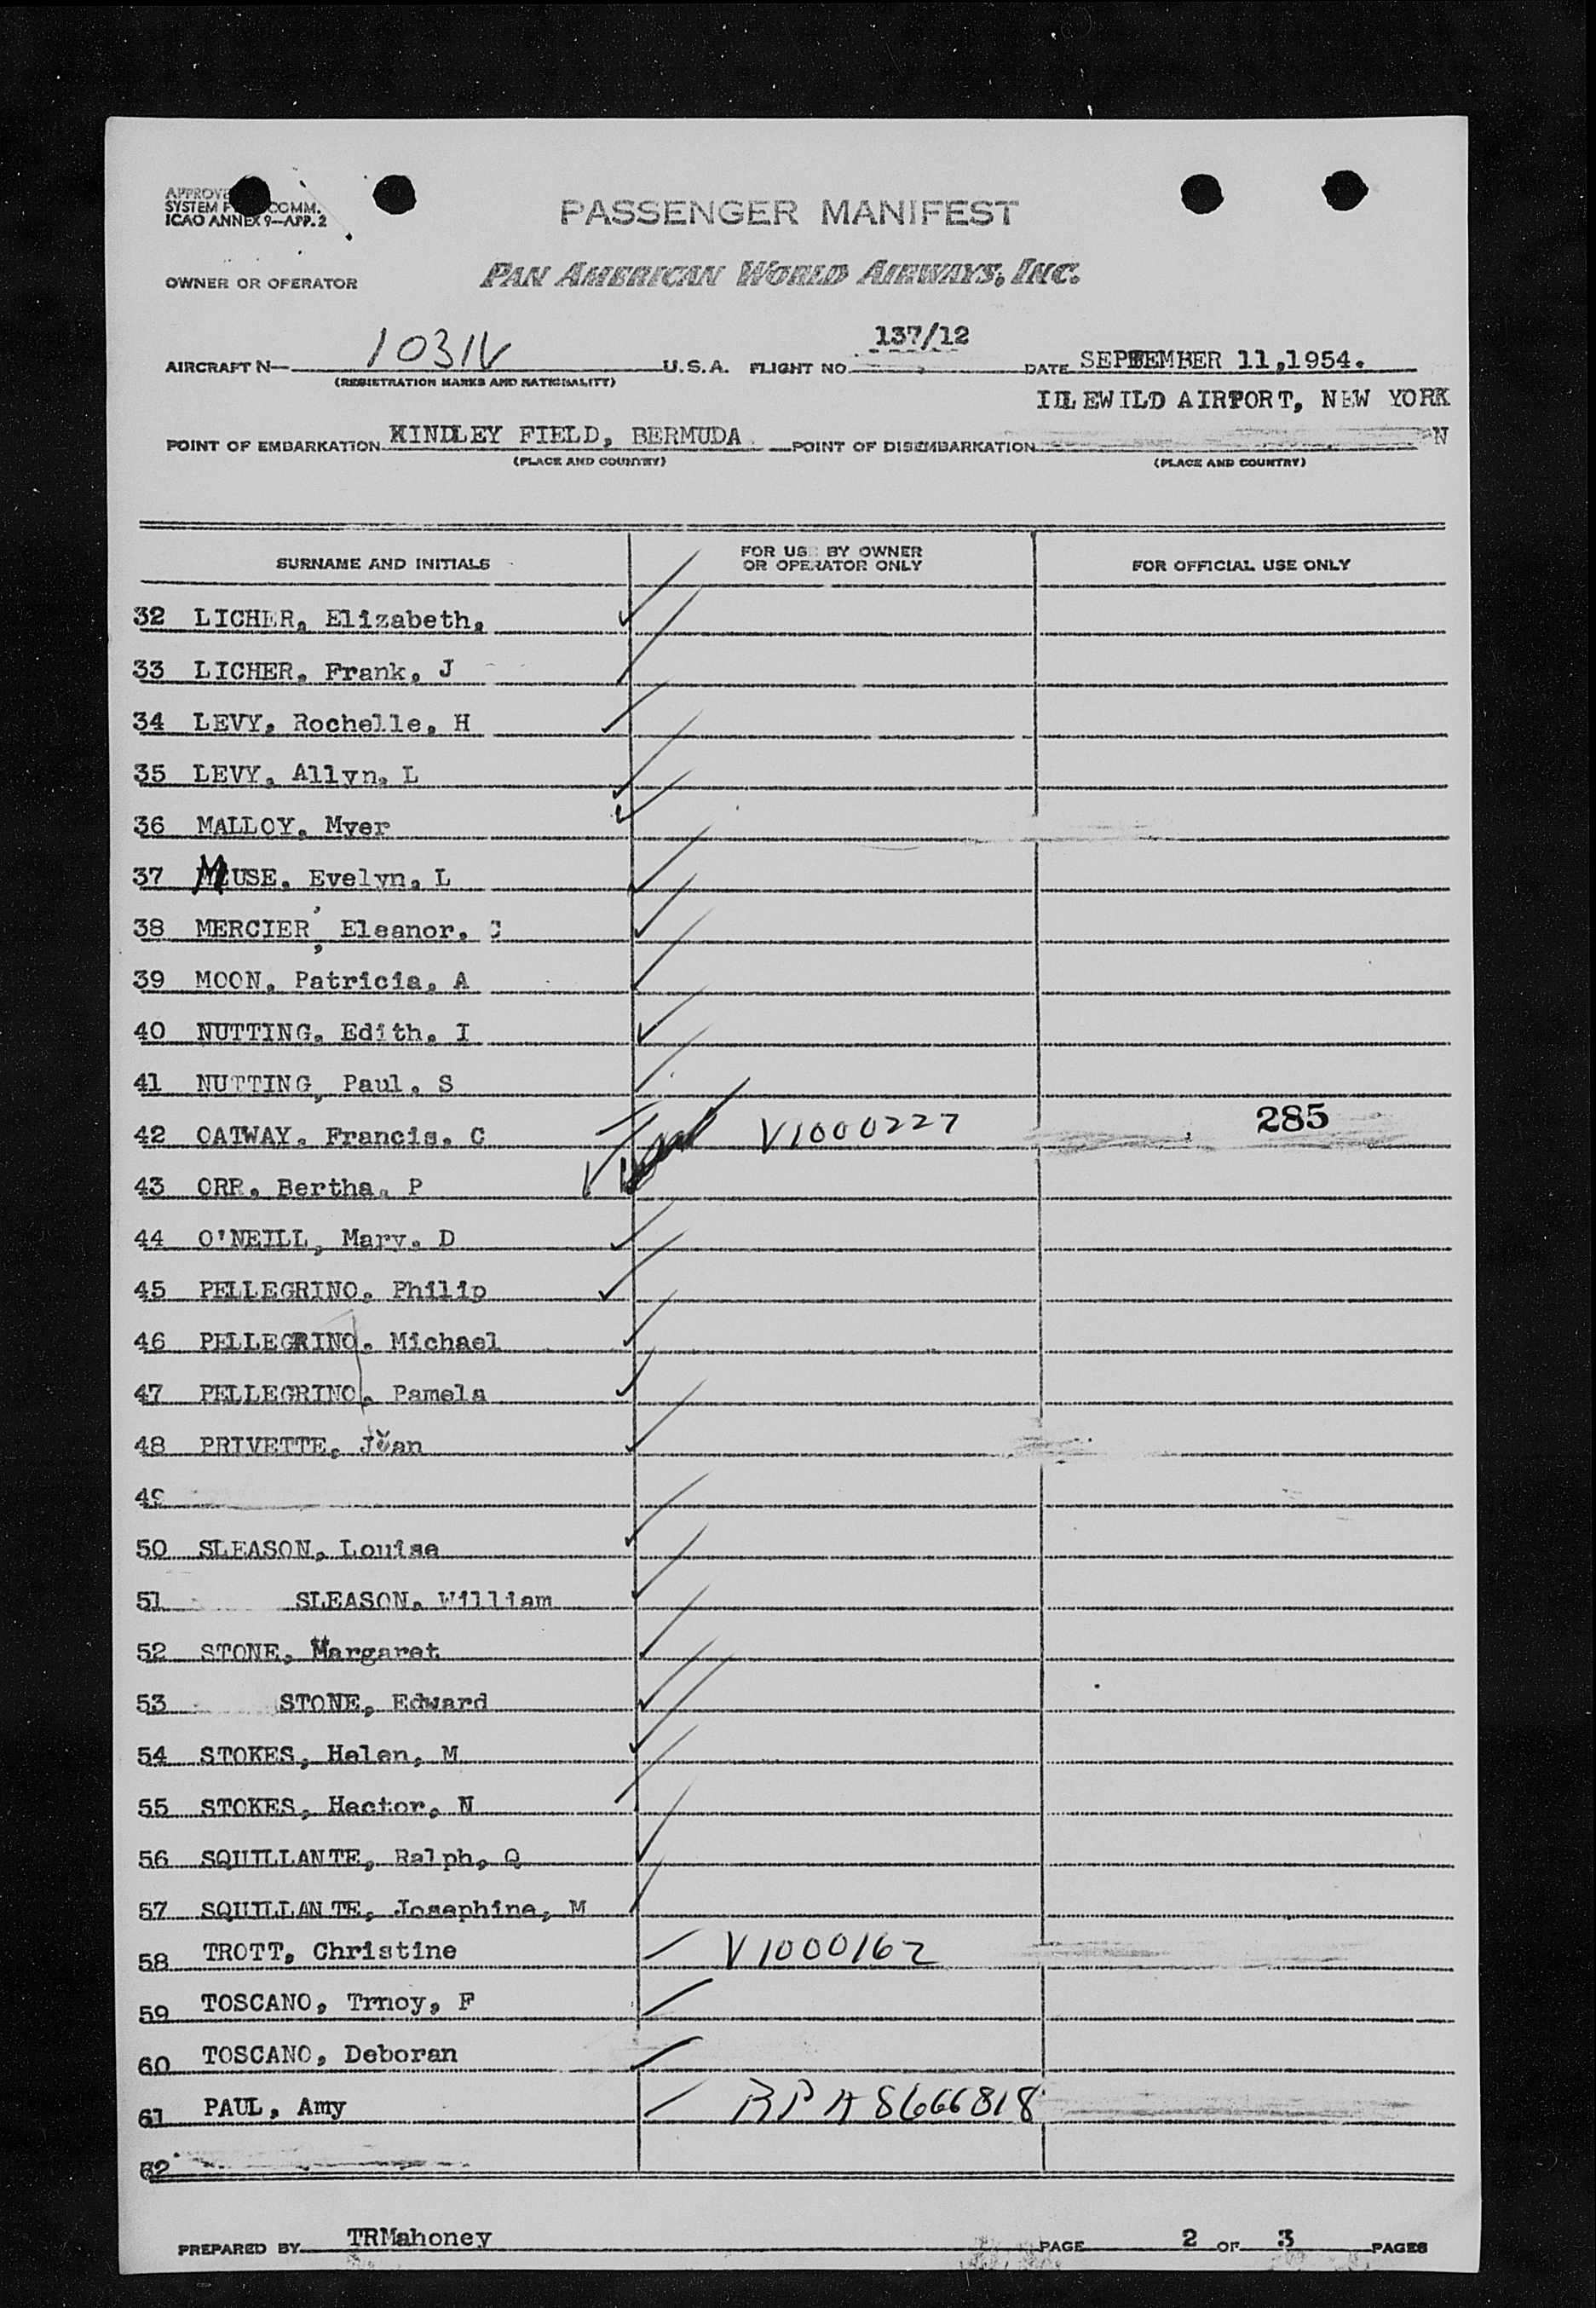 APPROVE
SYSTEM F COMM.
ICAO ANNEX 9—APP. 2
PASSENGER MANIFEST
OWNER OR OPERATOR PAN AMERICAN WORLD AIRWAYS, INC.
137/12
AIRCRAFT N— 1031V U.S.A. FLIGHT NO. DATE SEPTEMBER 11,1954.
(REGISTRATION MARKS AND NATIONALITY)
IDLEWILD AIRPORT, NEW YORK
POINT OF EMBARKATION KINDLEY FIELD, BERMUDA POINT OF DISEMBARKATION N
(PLACE AND COUNTRY) (PLACE AND COUNTRY)
SURNAME AND INITIALS FOR USE BY OWNER OR OPERATOR ONLY FOR OFFICIAL USE ONLY
32 LICHER, Elizabeth,
33 LICHER, Frank, J
34 LEVY, Rochelle, H
35 LEVY, Allyn, L
36 MALLOY, Myer
37 MUSE, Evelyn, L
38 MERCIER, Eleanor, C
39 MOON, Patricia, A
40 NUTTING, Edith, I
41 NUTTING, Paul, S
42 OATWAY, Francis, C V1000227 285
43 ORR, Bertha, P
44 O'NEILL, Mary, D
45 PELLEGRINO, Philip
46 PELLEGRINO, Michael
47 PELLEGRINO, Pamela
48 PRIVETTE, Juan
49
50 SLEASON, Louise
51 SLEASON, William
52 STONE, Margaret
53 STONE, Edward
54 STOKES, Helen, M
55 STOKES, Hector, N
56 SQUILLANTE, Ralph, Q
57 SQUILLANTE, Josephine, M
58 TROTT, Christine V1000162
59 TOSCANO, Trnoy, F
60 TOSCANO, Deboran
61 PAUL, Amy BPA8666818
62
PREPARED BY TRMahoney PAGE 2 OF 3 PAGES